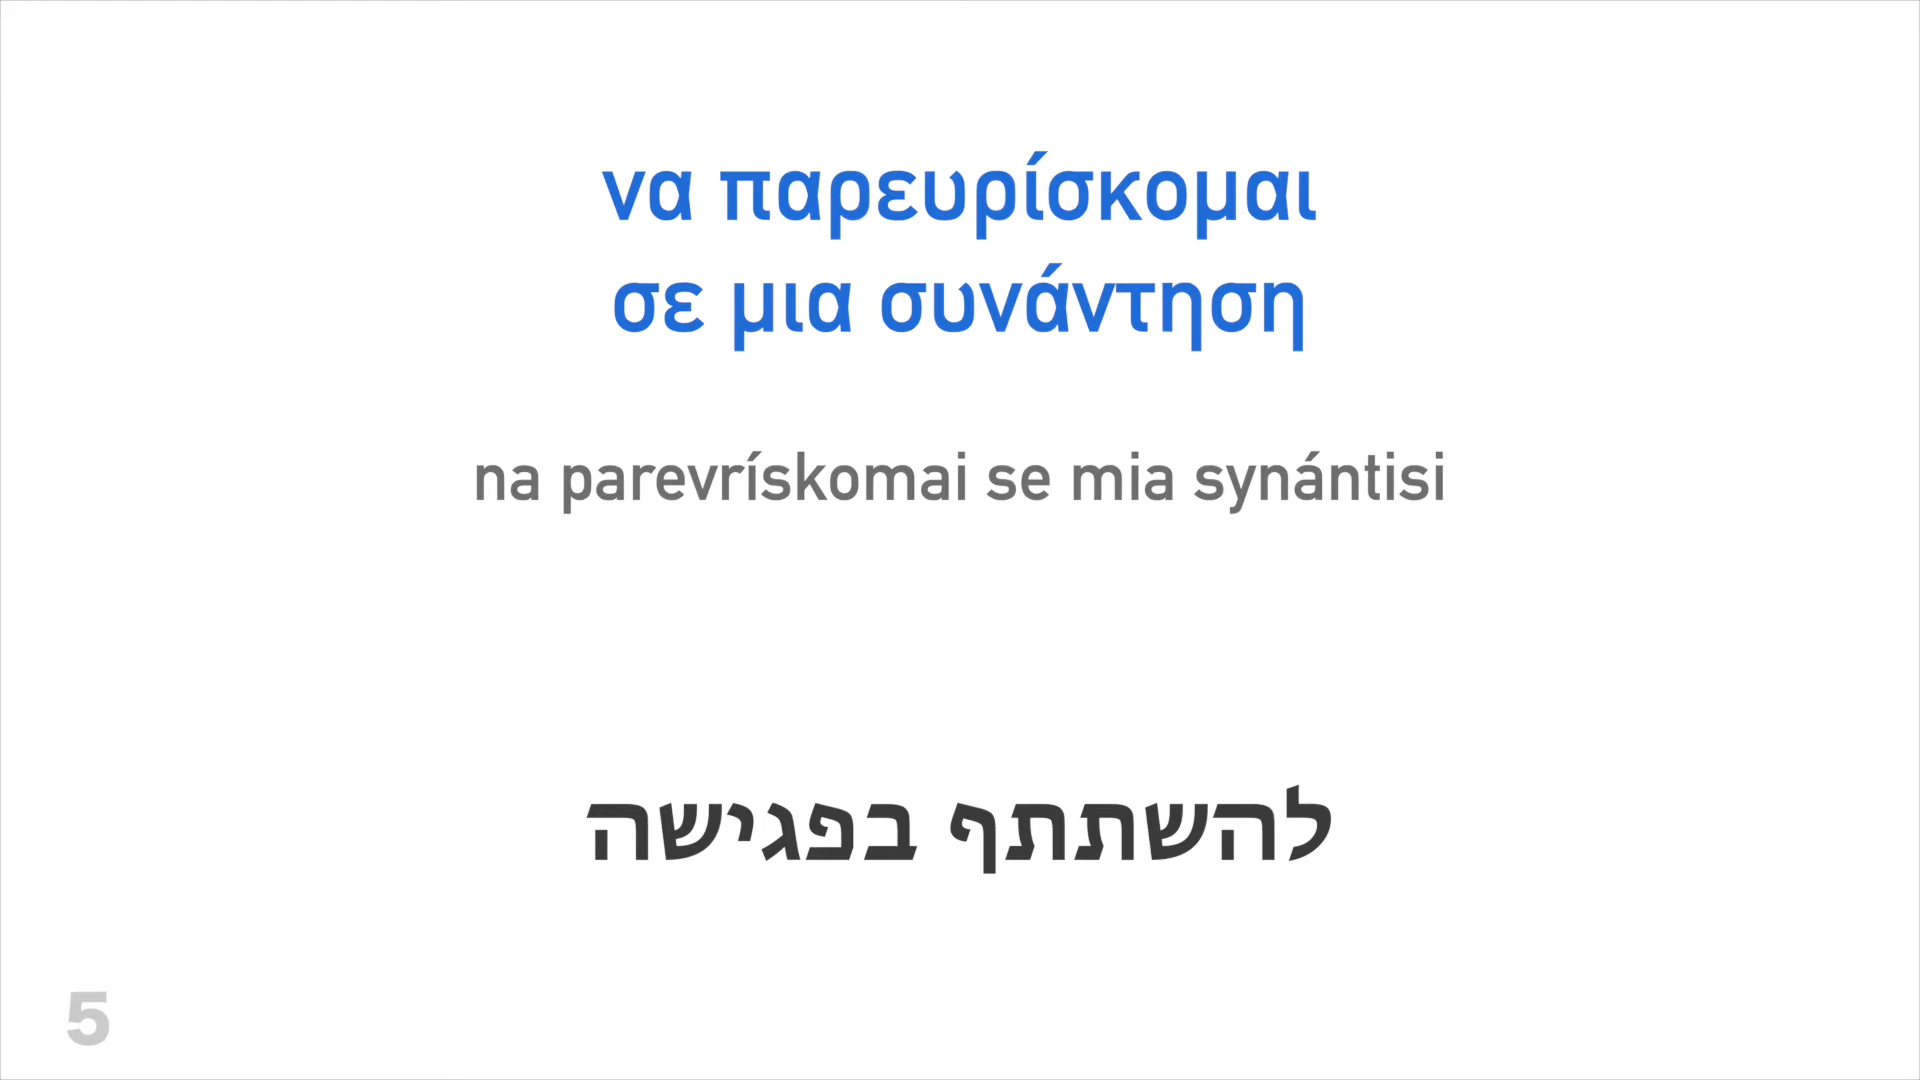 να παρευρίσκομαι
σε μια συνάντηση
na parevrískomai se mia synántisi
להשתתף בפגישה
5